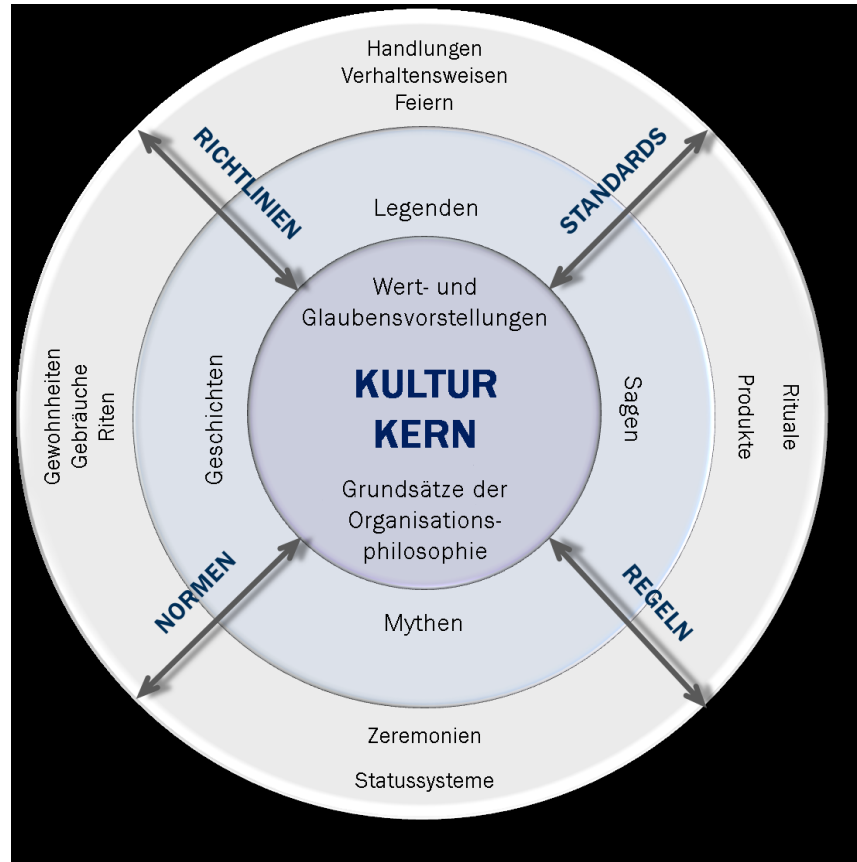 Handlungen
Verhaltensweisen
Feiern
RICHTLINIEN
STANDARDS
Legenden
Wert- und
Glaubensvorstellungen
KULTUR
KERN
Grundsätze der
Organisations-
philosophie
Gewohnheiten
Gebräuche
Riten
Geschichten
Sagen
Produkte
Rituale
NORMEN
REGELN
Mythen
Zeremonien
Statussysteme